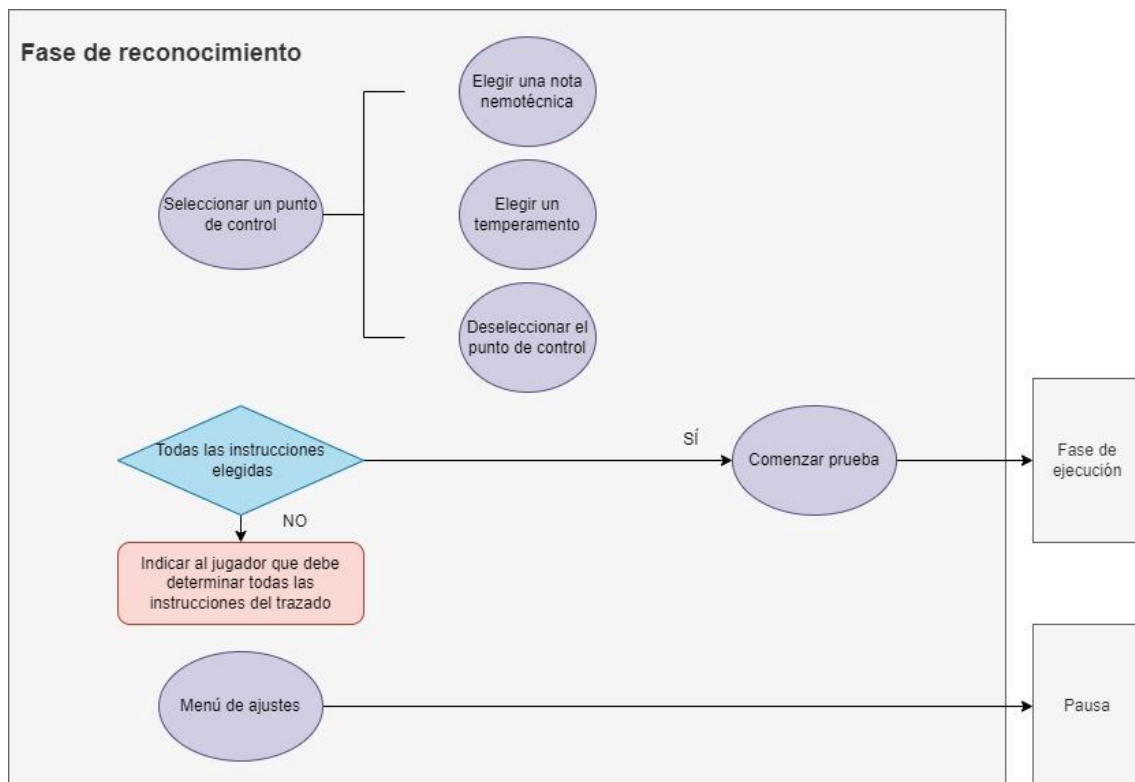 Fase de reconocimiento
Elegir una nota
nemotécnica
Seleccionar un punto
de control
Elegir un
temperamento
Deseleccionar el
punto de control
Todas las instrucciones
elegidas
SÍ
Comenzar prueba
Fase de
ejecución
NO
Indicar al jugador que debe
determinar todas las
instrucciones del trazado
Menú de ajustes
Pausa